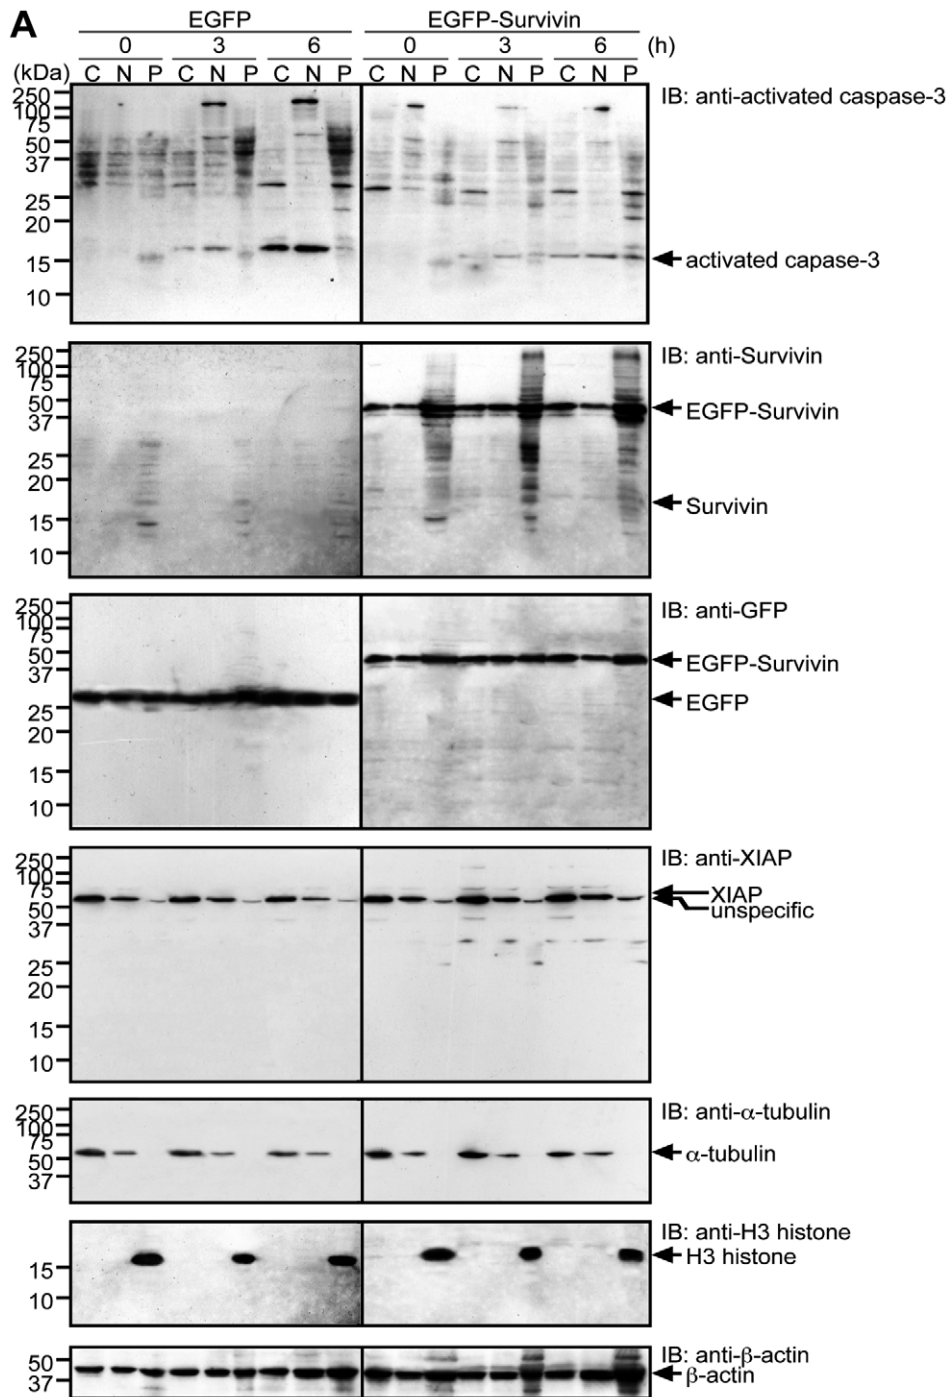 A
EGFP EGFP-Survivin
0 3 6 0 3 6 (h)
(kDa) C N P C N P C N P C N P C N P C N P
IB: anti-activated caspase-3
250
100
75
50
37
25
20
15
10
activated capase-3
IB: anti-Survivin
250
100
75
50
37
25
20
15
10
EGFP-Survivin
Survivin
IB: anti-GFP
250
100
75
50
37
25
20
15
10
EGFP-Survivin
EGFP
IB: anti-XIAP
250
100
75
50
37
25
20
15
10
XIAP
unspecific
IB: anti-α-tubulin
250
100
75
50
37
α-tubulin
IB: anti-H3 histone
H3 histone
15
10
IB: anti-β-actin
50
37
β-actin